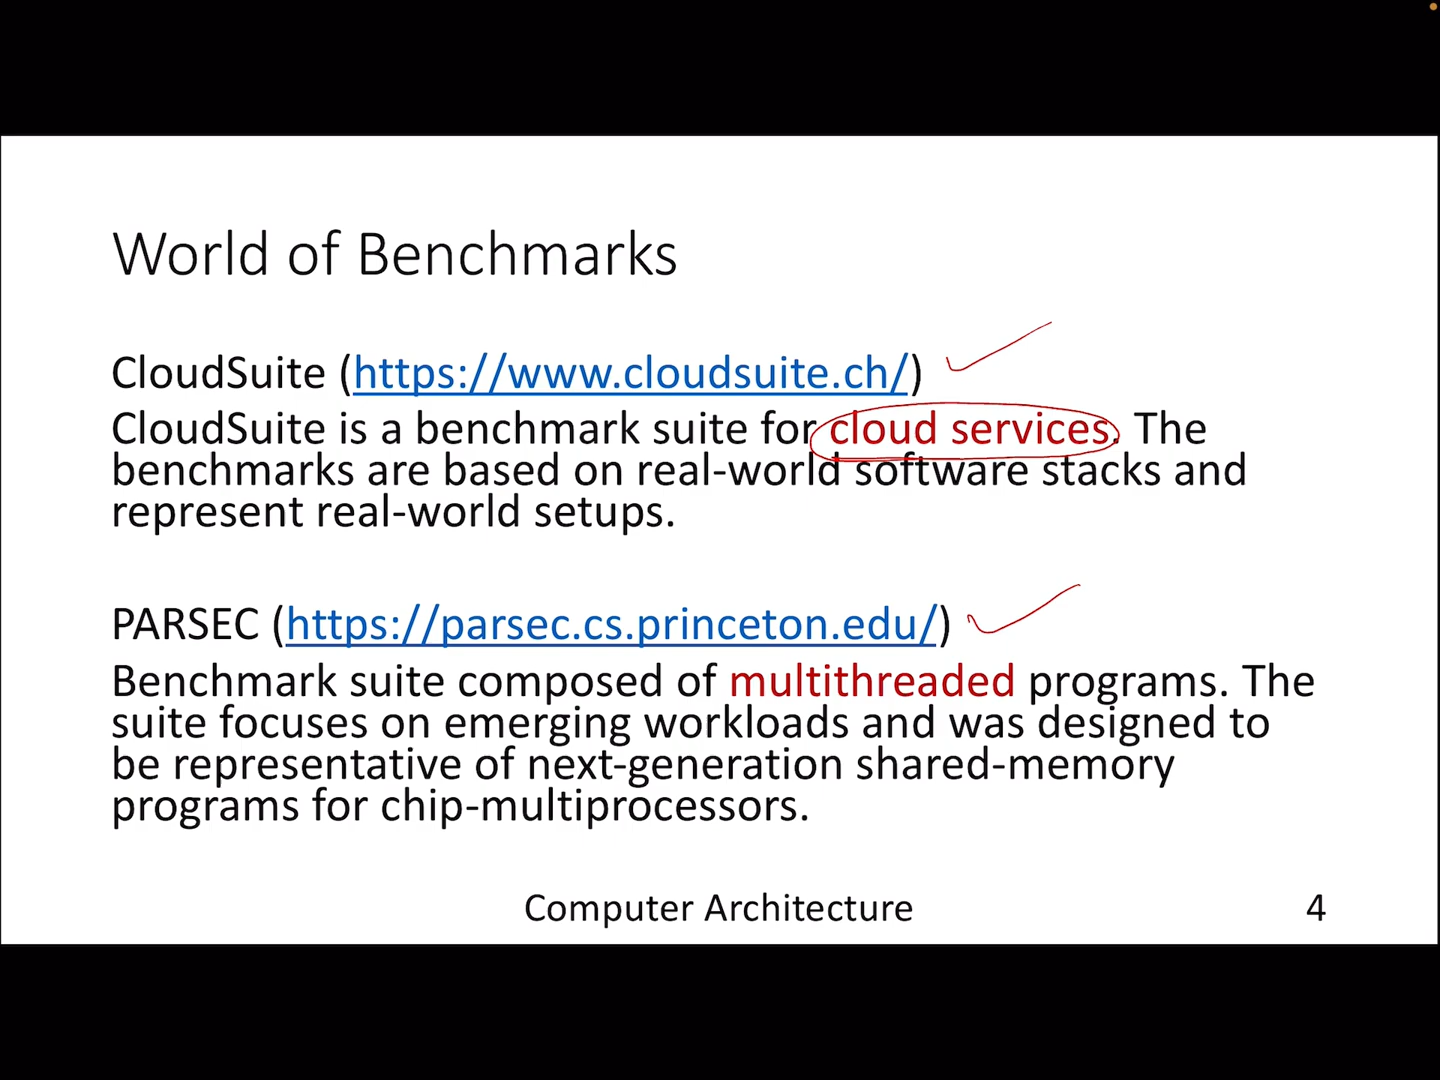 World of Benchmarks
CloudSuite (https://www.cloudsuite.ch/)
CloudSuite is a benchmark suite for cloud services. The
benchmarks are based on real-world software stacks and
represent real-world setups.
PARSEC (https://parsec.cs.princeton.edu/)
Benchmark suite composed of multithreaded programs. The
suite focuses on emerging workloads and was designed to
be representative of next-generation shared-memory
programs for chip-multiprocessors.
Computer Architecture 4